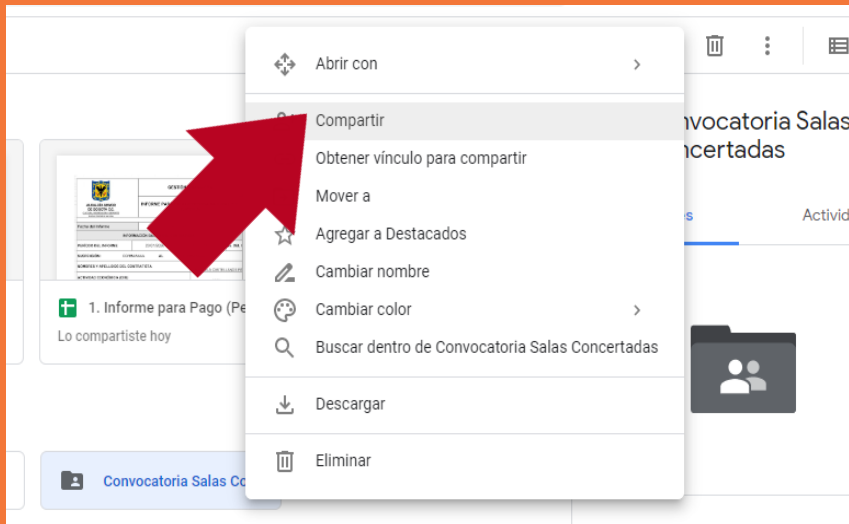 Abrir con
Compartir
Obtener vínculo para compartir
Mover a
Agregar a Destacados
Cambiar nombre
Cambiar color
Buscar dentro de Convocatoria Salas Concertadas
Descargar
Eliminar
nvocatoria Salas
ncertadas
es
Activid
1. Informe para Pago (Pe
Lo compartiste hoy
Convocatoria Salas Co